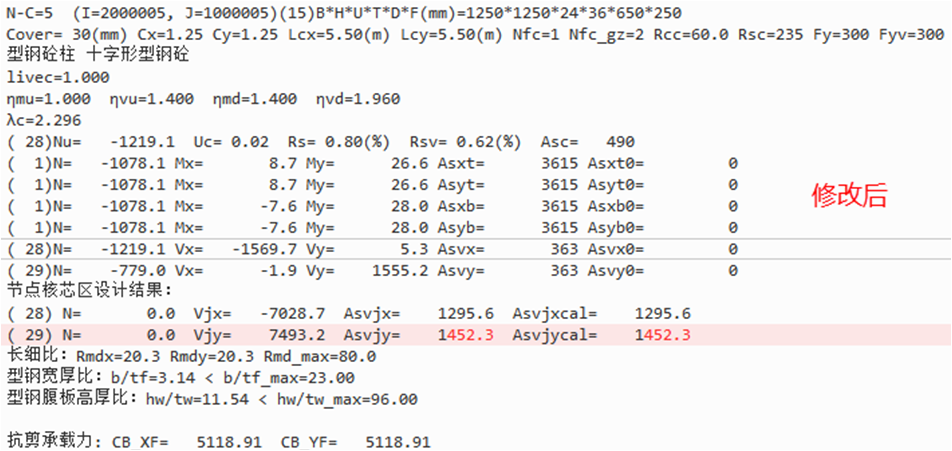 N-C=5  (I=2000005, J=1000005)(15)B*H*U*T*D*F(mm)=1250*1250*24*36*650*250
Cover= 30(mm) Cx=1.25 Cy=1.25 Lcx=5.50(m) Lcy=5.50(m) Nfc=1 Nfc_gz=2 Rcc=60.0 Rsc=235 Fy=300 Fyv=300
型钢砼柱 十字形型钢砼
livec=1.000
ηmu=1.000  ηvu=1.400  ηmd=1.400  ηvd=1.960
λc=2.296
( 28)Nu=   -1219.1  Uc= 0.02  Rs= 0.80(%)  Rsv= 0.62(%)  Asc=   490
(  1)N=   -1078.1 Mx=      8.7 My=     26.6 Asxt=      3615 Asxt0=        0
(  1)N=   -1078.1 Mx=      8.7 My=     26.6 Asyt=      3615 Asyt0=        0
(  1)N=   -1078.1 Mx=     -7.6 My=     28.0 Asxb=      3615 Asxb0=        0
(  1)N=   -1078.1 Mx=     -7.6 My=     28.0 Asyb=      3615 Asyb0=        0
修改后
( 28)N=   -1219.1 Vx=  -1569.7 Vy=      5.3 Asvx=       363 Asvx0=        0
( 29)N=    -779.0 Vx=     -1.9 Vy=   1555.2 Asvy=       363 Asvy0=        0
节点核芯区设计结果:
( 28) N=      0.0  Vjx=  -7028.7  Asvjx=    1295.6  Asvjxcal=    1295.6
( 29) N=      0.0  Vjy=   7493.2  Asvjy=    1452.3  Asvjycal=    1452.3
长细比: Rmdx=20.3 Rmdy=20.3 Rmd_max=80.0
型钢宽厚比: b/tf=3.14 < b/tf_max=23.00
型钢腹板高厚比: hw/tw=11.54 < hw/tw_max=96.00
抗剪承载力: CB_XF=   5118.91  CB_YF=   5118.91